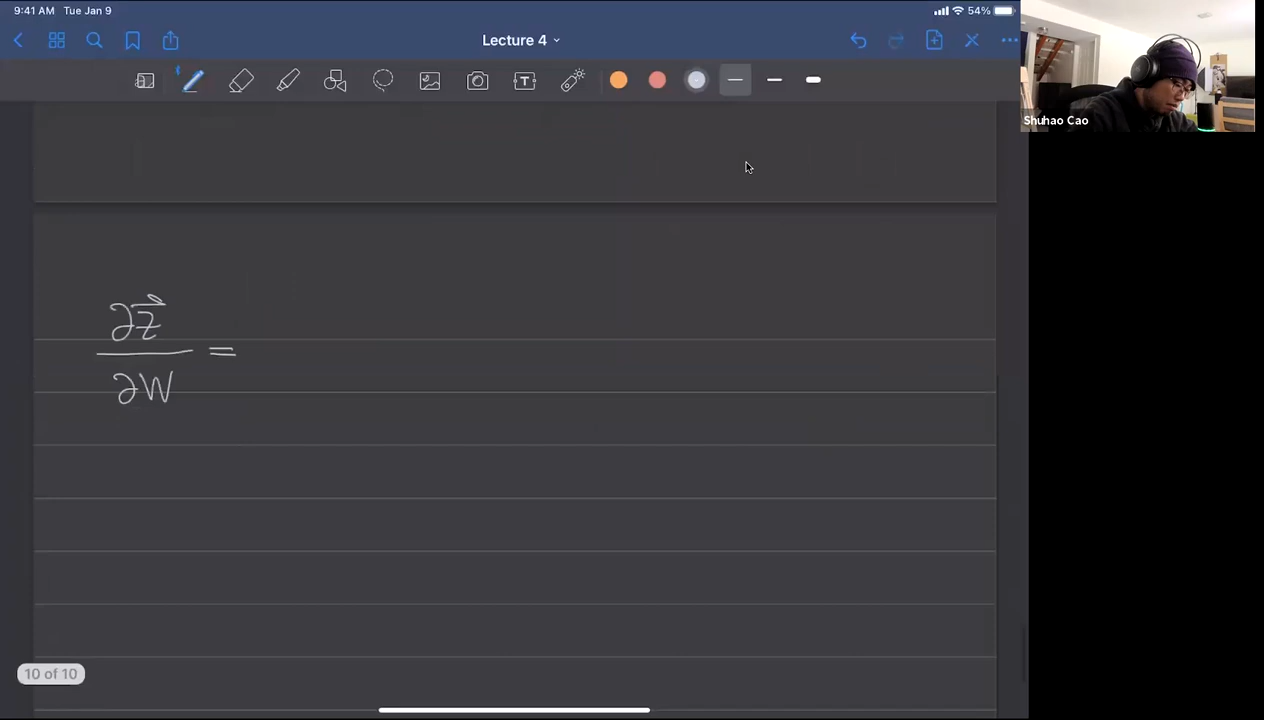 9:41 AM Tue Jan 9 54%
Lecture 4
Shuhao Cao
∂z⃗
∂W
=
10 of 10